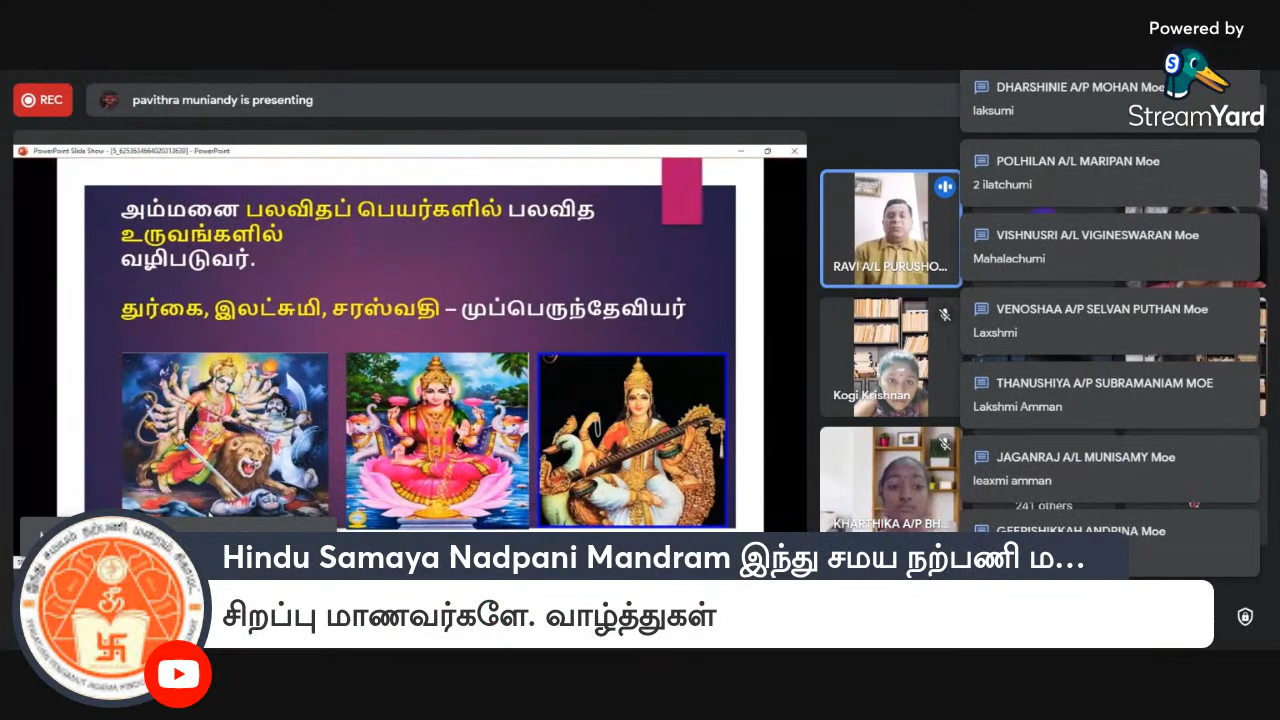 Powered by
StreamYard
REC
pavithra muniandy is presenting
PowerPoint Slide Show - [5_6253634664020313639] - PowerPoint
அம்மனை பலவிதப் பெயர்களில் பலவித
உருவங்களில்
வழிபடுவர்.
துர்கை, இலட்சுமி, சரஸ்வதி – முப்பெருந்தேவியர்
RAVI A/L PURUSHO...
Kogi Krishnan
KHARTHIKA A/P BH...
DHARSHINIE A/P MOHAN Moe
laksumi
POLHILAN A/L MARIPAN Moe
2 ilatchumi
VISHNUSRI A/L VIGINESWARAN Moe
Mahalachumi
VENOSHAA A/P SELVAN PUTHAN Moe
Laxshmi
THANUSHIYA A/P SUBRAMANIAM MOE
Lakshmi Amman
JAGANRAJ A/L MUNISAMY Moe
leaxmi amman
241 others
GEERISHIKKAH ANDRINA Moe
Hindu Samaya Nadpani Mandram இந்து சமய நற்பணி ம...
சிறப்பு மாணவர்களே. வாழ்த்துகள்